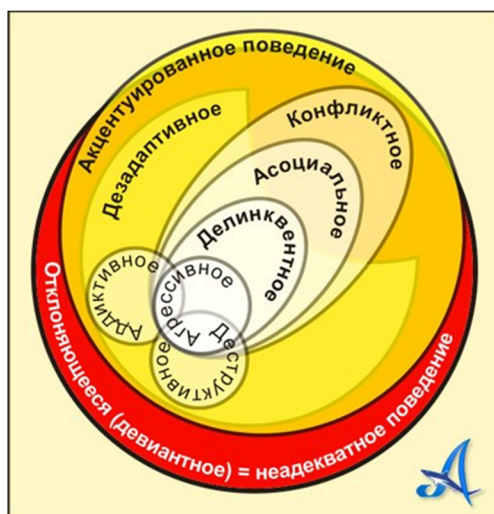 Акцентуированное поведение
Дезадаптивное
Конфликтное
Асоциальное
Делинквентное
Аддиктивное
Агрессивное
Деструктивное
Отклоняющееся (девиантное) = неадекватное поведение